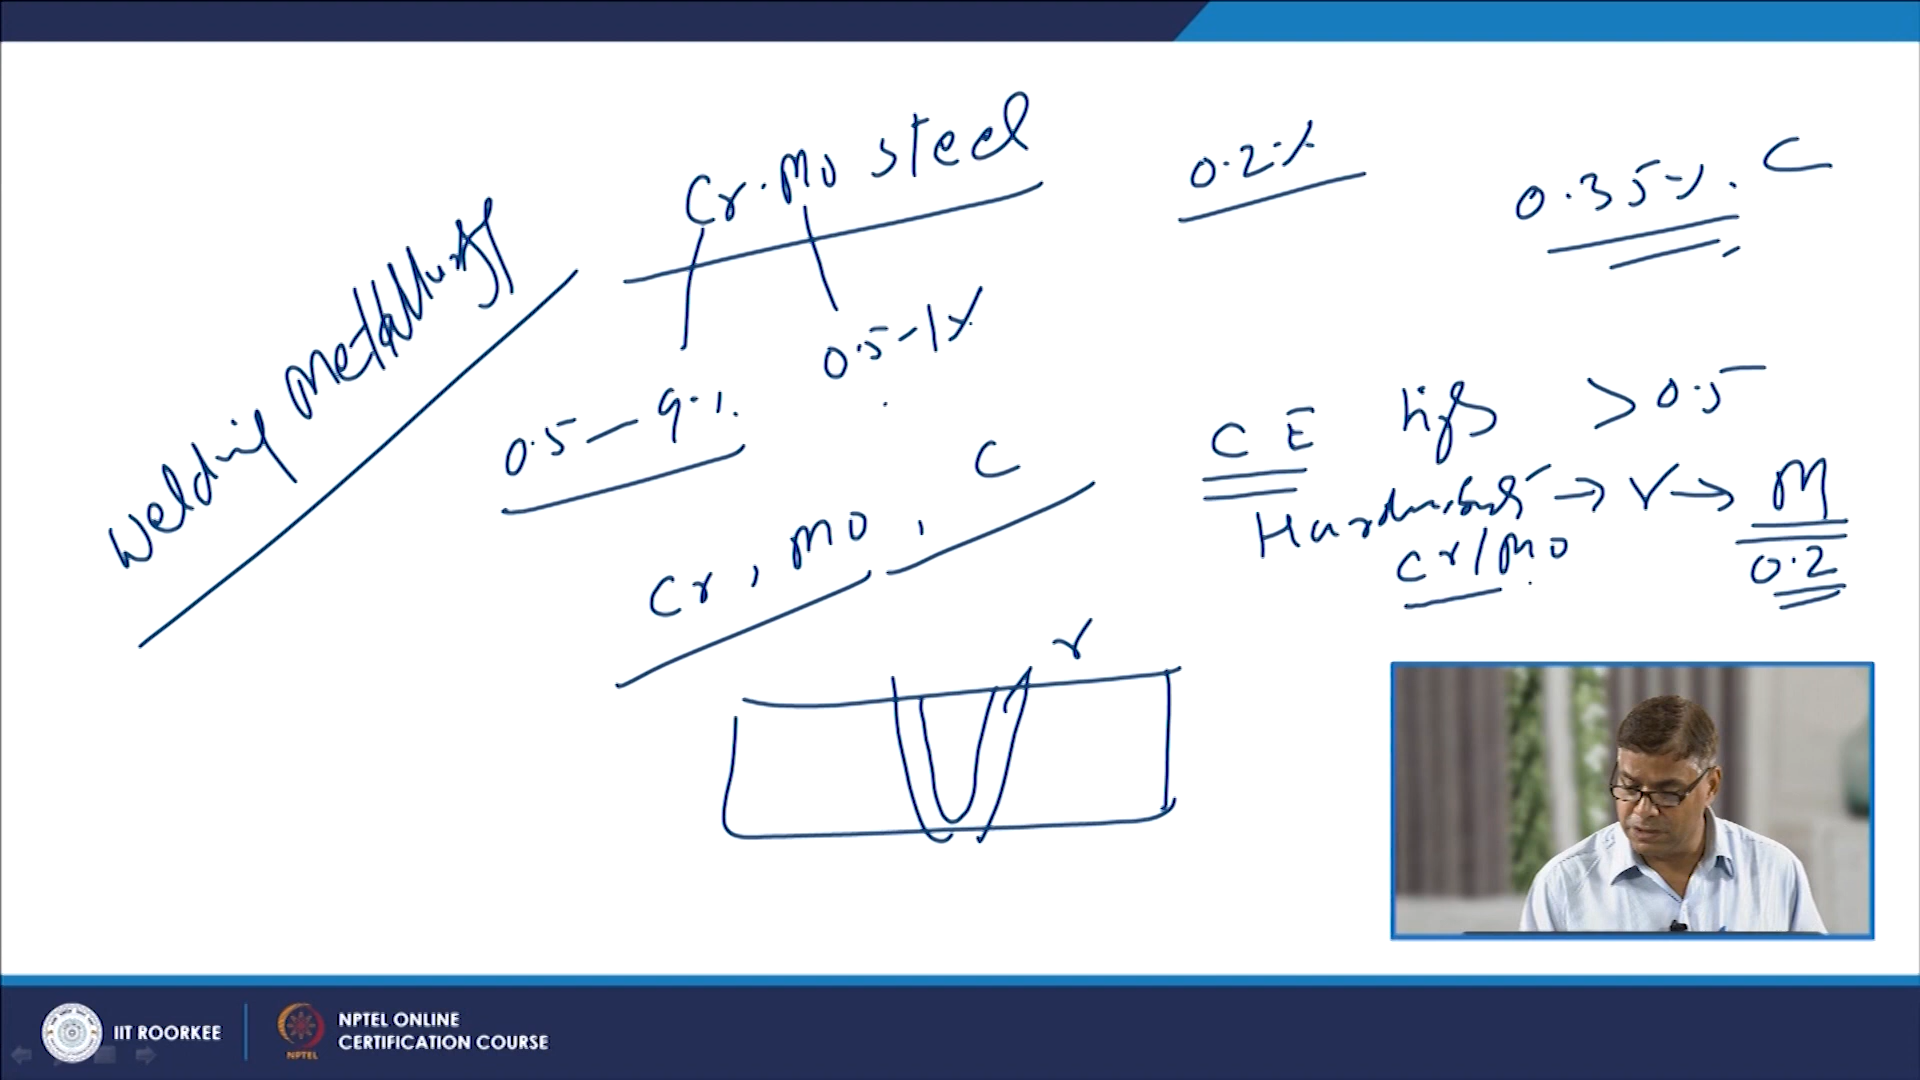 Welding Metallurgy
Cr-Mo steel
0.2%
0.35%. C
0.5-1%
0.5-9%
Cr, Mo, C
CE high >0.5
Hardenability → γ → M
Cr/Mo
0.2
γ
IIT ROORKEE
NPTEL
NPTEL ONLINE
CERTIFICATION COURSE